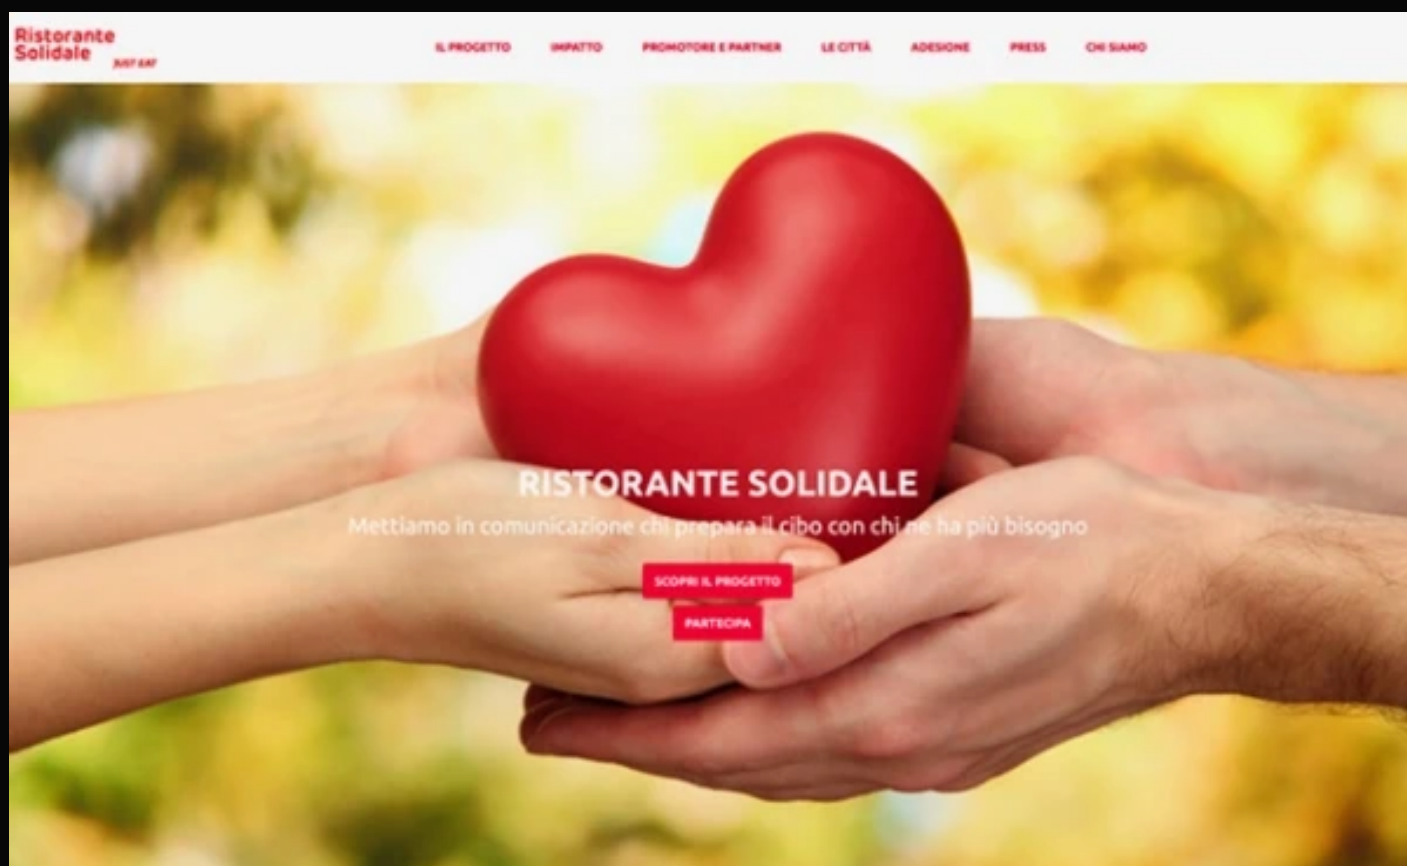 Ristorante
Solidale
JUST EAT
IL PROGETTO IMPATTO PROMOTORE E PARTNER LE CITTÀ ADESIONE PRESS CHI SIAMO
RISTORANTE SOLIDALE
Mettiamo in comunicazione chi prepara il cibo con chi ne ha più bisogno
SCOPRI IL PROGETTO
PARTECIPA